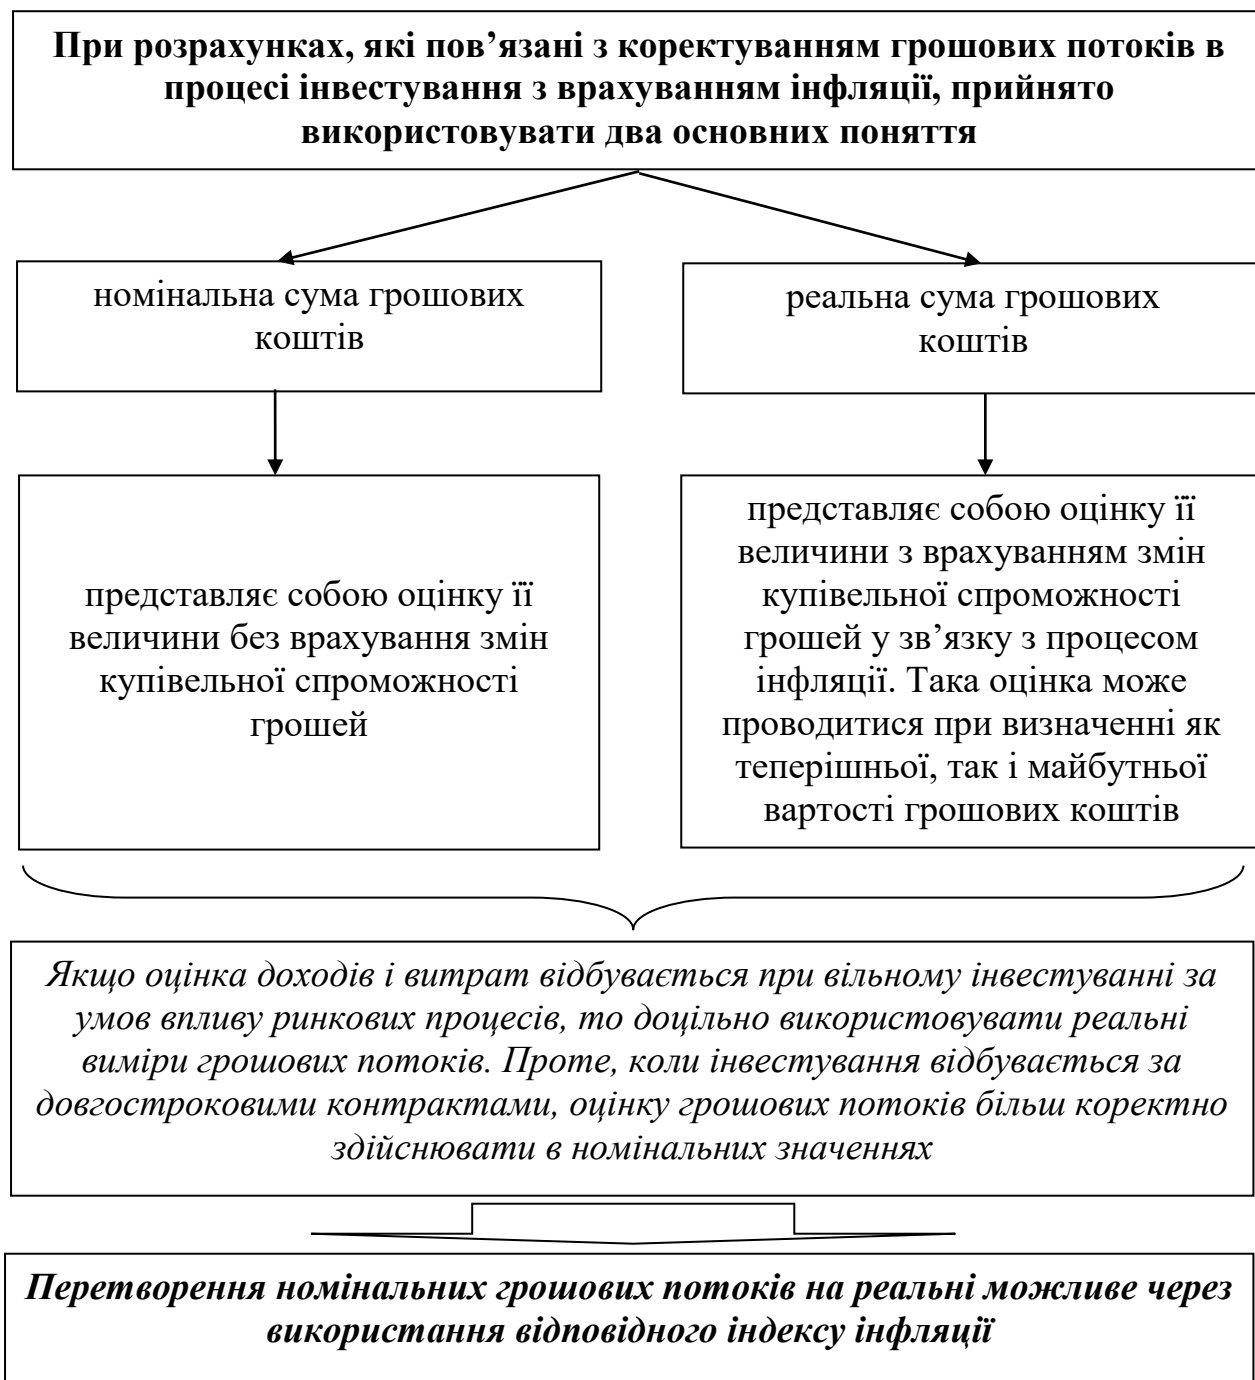 При розрахунках, які пов’язані з коректуванням грошових потоків в
процесі інвестування з врахуванням інфляції, прийнято
використовувати два основних поняття
номінальна сума грошових
коштів
реальна сума грошових
коштів
представляє собою оцінку її
величини без врахування змін
купівельної спроможності
грошей
представляє собою оцінку її
величини з врахуванням змін
купівельної спроможності
грошей у зв’язку з процесом
інфляції. Така оцінка може
проводитися при визначенні як
теперішньої, так і майбутньої
вартості грошових коштів
Якщо оцінка доходів і витрат відбувається при вільному інвестуванні за
умов впливу ринкових процесів, то доцільно використовувати реальні
виміри грошових потоків. Проте, коли інвестування відбувається за
довгостроковими контрактами, оцінку грошових потоків більш коректно
здійснювати в номінальних значеннях
Перетворення номінальних грошових потоків на реальні можливе через
використання відповідного індексу інфляції